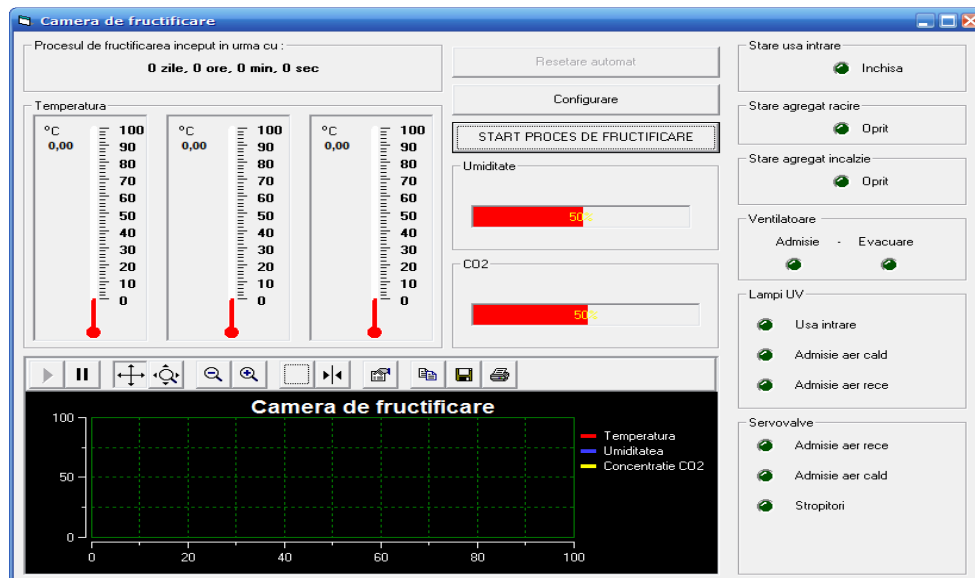 Camera de fructificare
Procesul de fructificarea inceput in urma cu :
0 zile, 0 ore, 0 min, 0 sec
Temperatura
°C
0,00
100
90
80
70
60
50
40
30
20
10
0
°C
0,00
100
90
80
70
60
50
40
30
20
10
0
°C
0,00
100
90
80
70
60
50
40
30
20
10
0
Resetare automat
Configurare
START PROCES DE FRUCTIFICARE
Umiditate
50%
CO2
50%
Stare usa intrare
Inchisa
Stare agregat racire
Oprit
Stare agregat incalzie
Oprit
Ventilatoare
Admisie - Evacuare
Lampi UV
Usa intrare
Admisie aer cald
Admisie aer rece
Servovalve
Admisie aer rece
Admisie aer cald
Stropitori
Camera de fructificare
100
50
0
0 20 40 60 80 100
Temperatura
Umiditatea
Concentratie CO2